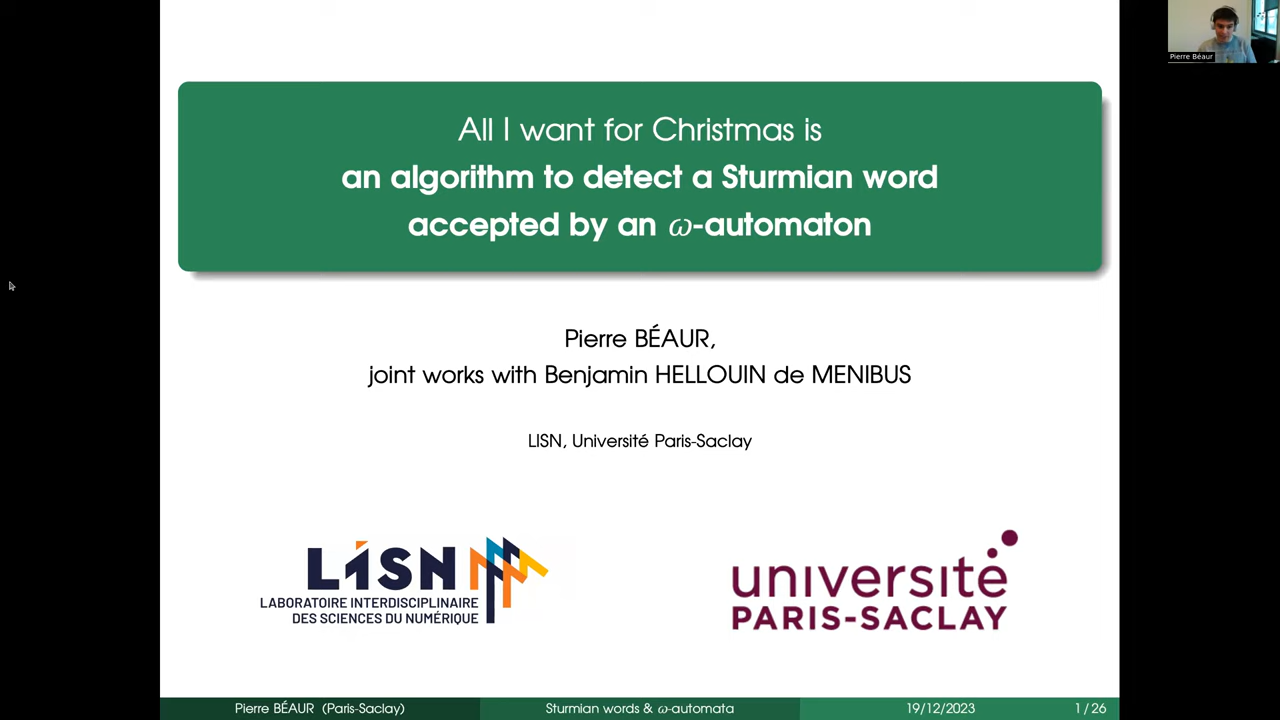 Pierre Béaur
All I want for Christmas is
an algorithm to detect a Sturmian word
accepted by an ω-automaton
Pierre BÉAUR,
joint works with Benjamin HELLOUIN de MENIBUS
LISN, Université Paris-Saclay
LISN
LABORATOIRE INTERDISCIPLINAIRE
DES SCIENCES DU NUMÉRIQUE
université
PARIS-SACLAY
Pierre BÉAUR (Paris-Saclay)
Sturmian words & ω-automata
19/12/2023
1 / 26